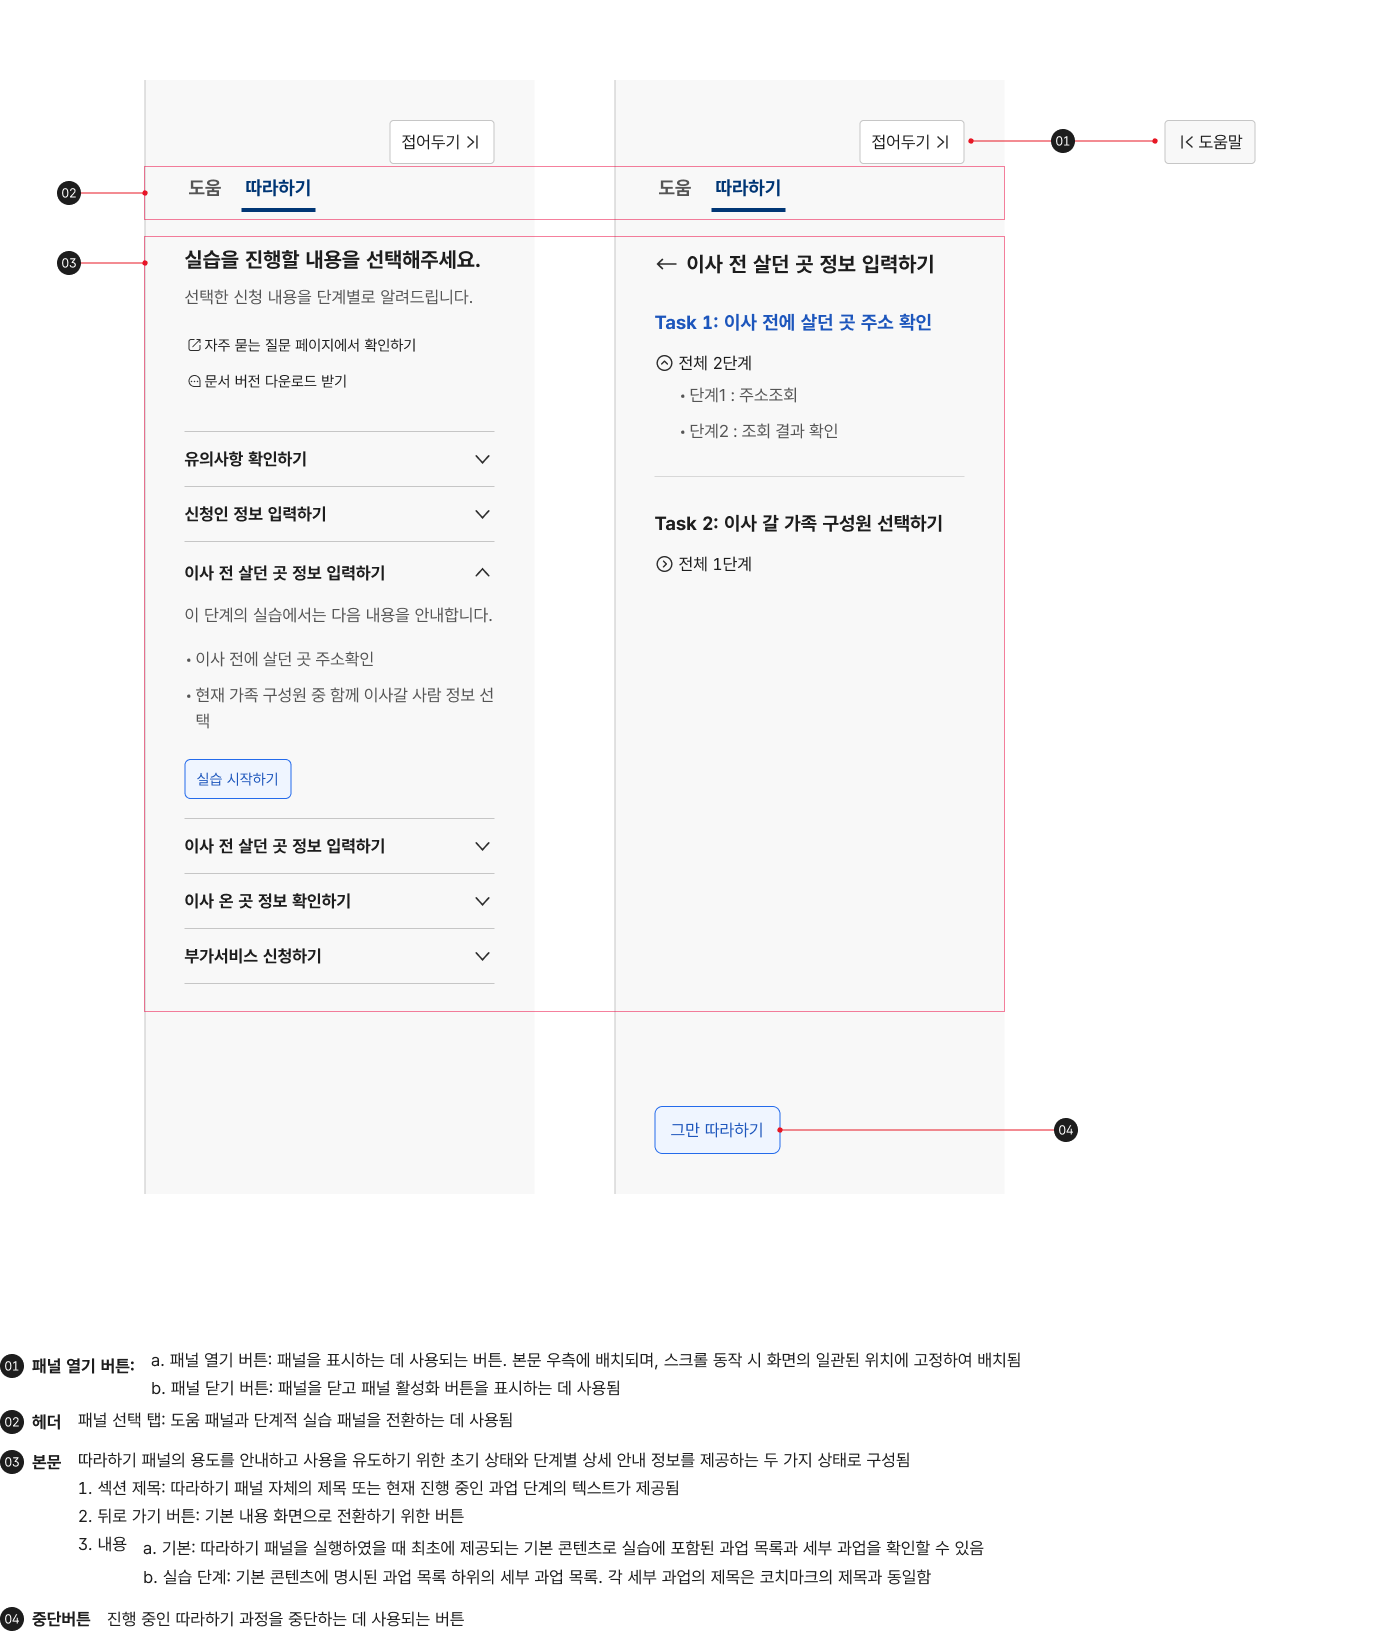 접어두기
도움 따라하기
실습을 진행할 내용을 선택해주세요.
선택한 신청 내용을 단계별로 알려드립니다.
자주 묻는 질문 페이지에서 확인하기
문서 버전 다운로드 받기
유의사항 확인하기
신청인 정보 입력하기
이사 전 살던 곳 정보 입력하기
이 단계의 실습에서는 다음 내용을 안내합니다.
• 이사 전에 살던 곳 주소확인
• 현재 가족 구성원 중 함께 이사갈 사람 정보 선
택
실습 시작하기
이사 전 살던 곳 정보 입력하기
이사 온 곳 정보 확인하기
부가서비스 신청하기
접어두기
01
도움말
도움 따라하기
02
03
← 이사 전 살던 곳 정보 입력하기
Task 1: 이사 전에 살던 곳 주소 확인
전체 2단계
• 단계1 : 주소조회
• 단계2 : 조회 결과 확인
Task 2: 이사 갈 가족 구성원 선택하기
전체 1단계
그만 따라하기
04
01 패널 열기 버튼: a. 패널 열기 버튼: 패널을 표시하는 데 사용되는 버튼. 본문 우측에 배치되며, 스크롤 동작 시 화면의 일관된 위치에 고정하여 배치됨
b. 패널 닫기 버튼: 패널을 닫고 패널 활성화 버튼을 표시하는 데 사용됨
02 헤더 패널 선택 탭: 도움 패널과 단계적 실습 패널을 전환하는 데 사용됨
03 본문 따라하기 패널의 용도를 안내하고 사용을 유도하기 위한 초기 상태와 단계별 상세 안내 정보를 제공하는 두 가지 상태로 구성됨
1. 섹션 제목: 따라하기 패널 자체의 제목 또는 현재 진행 중인 과업 단계의 텍스트가 제공됨
2. 뒤로 가기 버튼: 기본 내용 화면으로 전환하기 위한 버튼
3. 내용 a. 기본: 따라하기 패널을 실행하였을 때 최초에 제공되는 기본 콘텐츠로 실습에 포함된 과업 목록과 세부 과업을 확인할 수 있음
b. 실습 단계: 기본 콘텐츠에 명시된 과업 목록 하위의 세부 과업 목록. 각 세부 과업의 제목은 코치마크의 제목과 동일함
04 중단버튼 진행 중인 따라하기 과정을 중단하는 데 사용되는 버튼